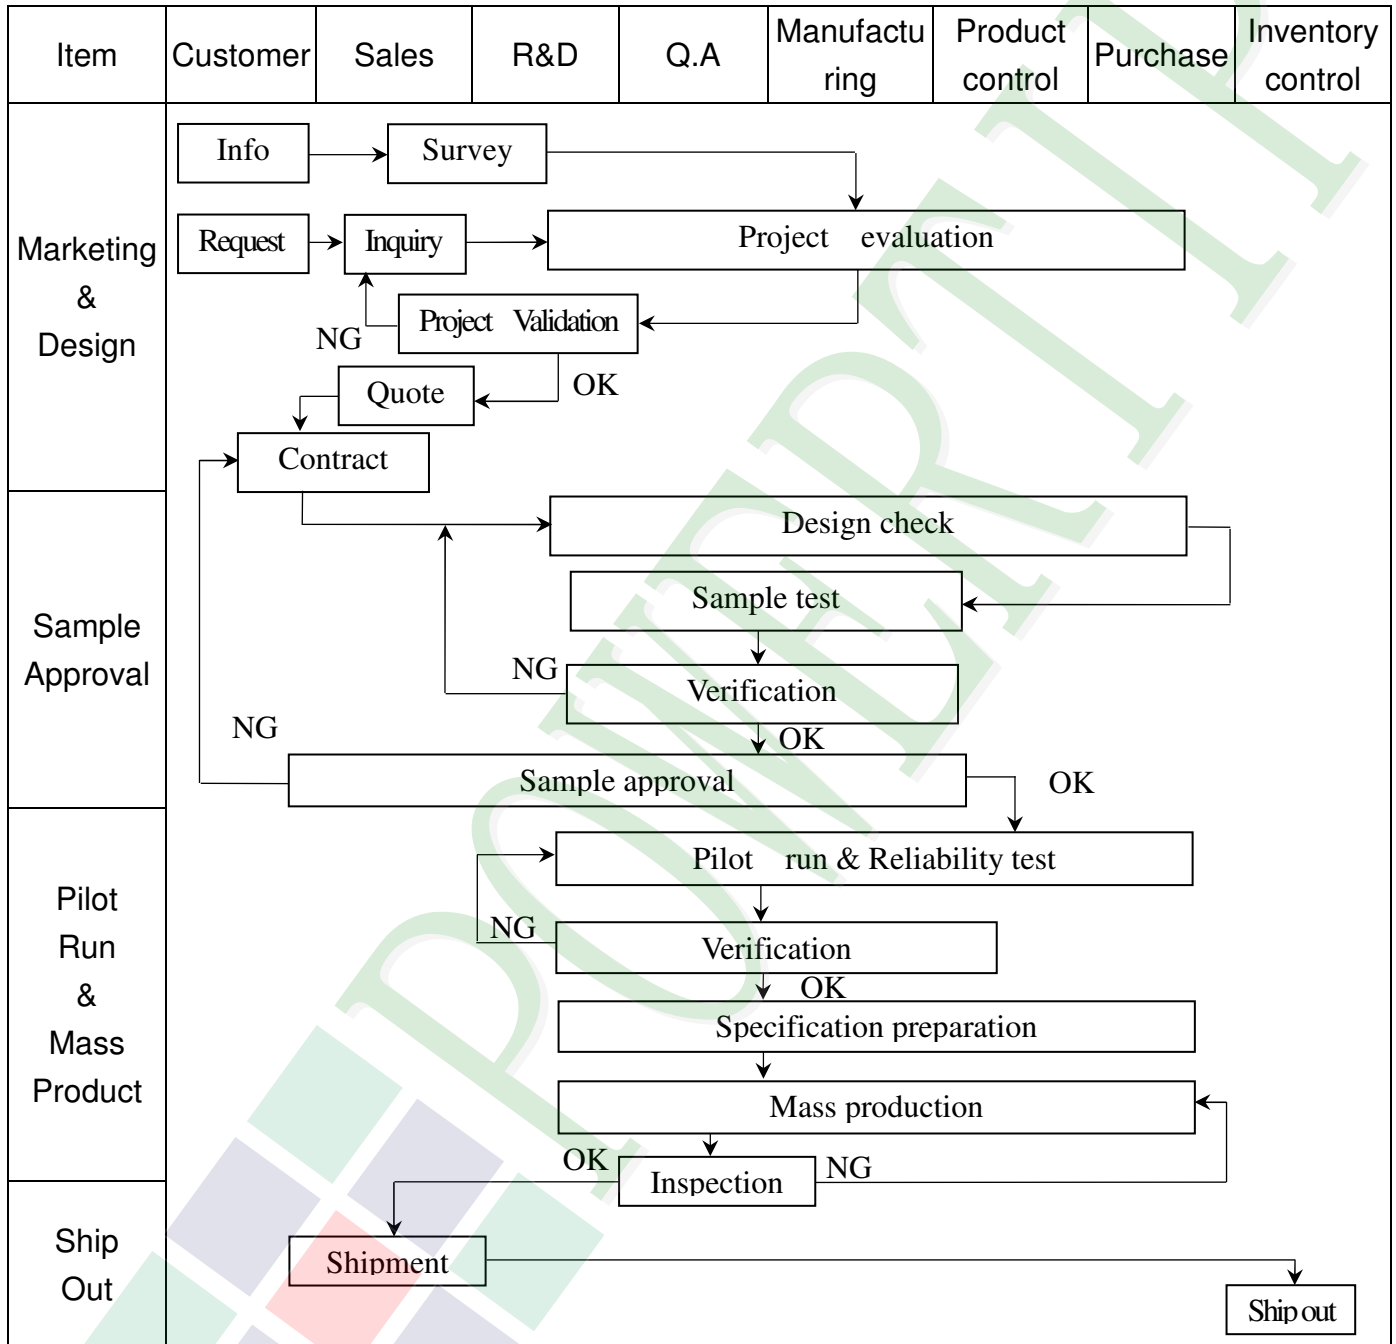 Item Customer Sales R&D Q.A Manufactu
ring Product
control Purchase Inventory
control
Marketing
&
Design
Info Survey
Request Inquiry Project evaluation
NG Project Validation
Quote OK
Contract
Sample
Approval
Design check
Sample test
NG Verification
NG OK
Sample approval OK
Pilot
Run
&
Mass
Product
Pilot run & Reliability test
NG Verification
OK
Specification preparation
Mass production
OK Inspection NG
Ship
Out
Shipment
Ship out
POWERTIP